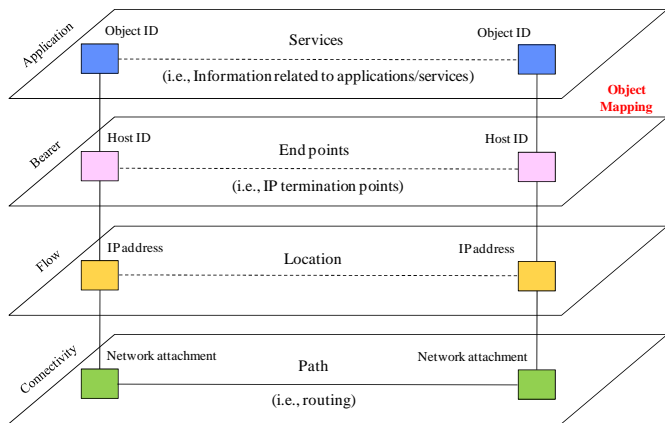 Application
Object ID
Services
Object ID
(i.e., Information related to applications/services)
Object
Mapping
Bearer
Host ID
End points
Host ID
(i.e., IP termination points)
Flow
IP address
Location
IP address
Connectivity
Network attachment
Path
Network attachment
(i.e., routing)